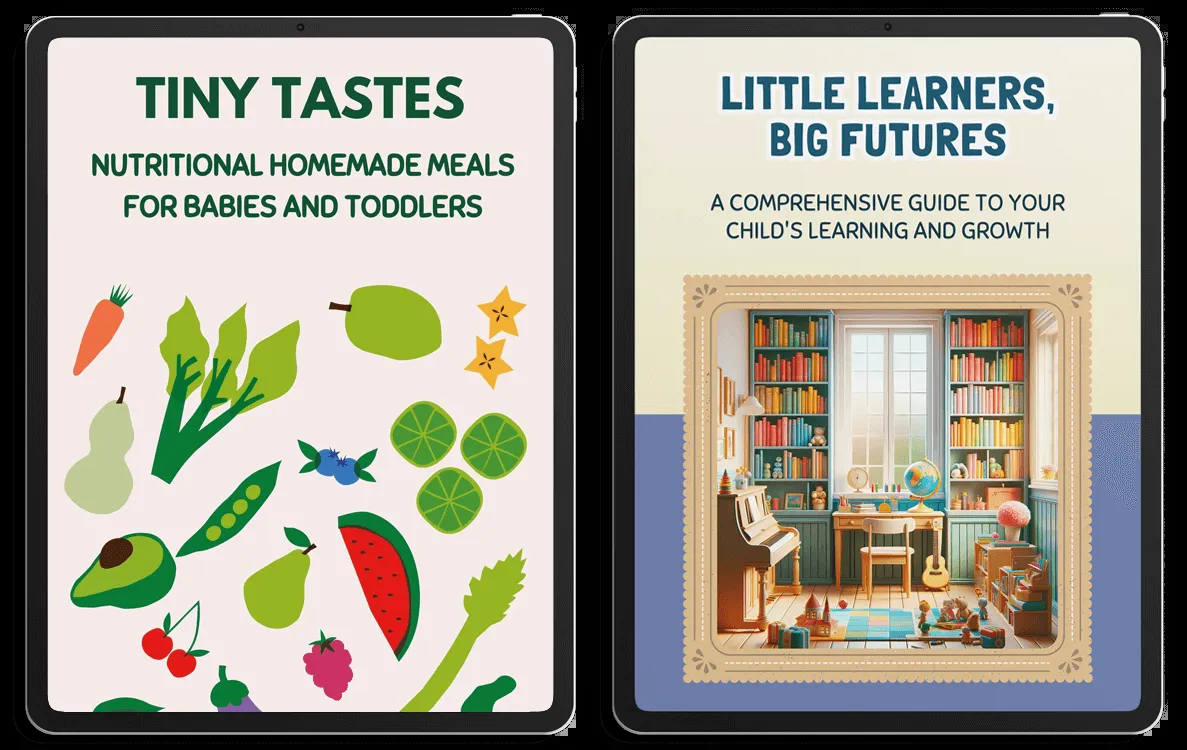 TINY TASTES
NUTRITIONAL HOMEMADE MEALS
FOR BABIES AND TODDLERS
LITTLE LEARNERS,
BIG FUTURES
A COMPREHENSIVE GUIDE TO YOUR
CHILD'S LEARNING AND GROWTH